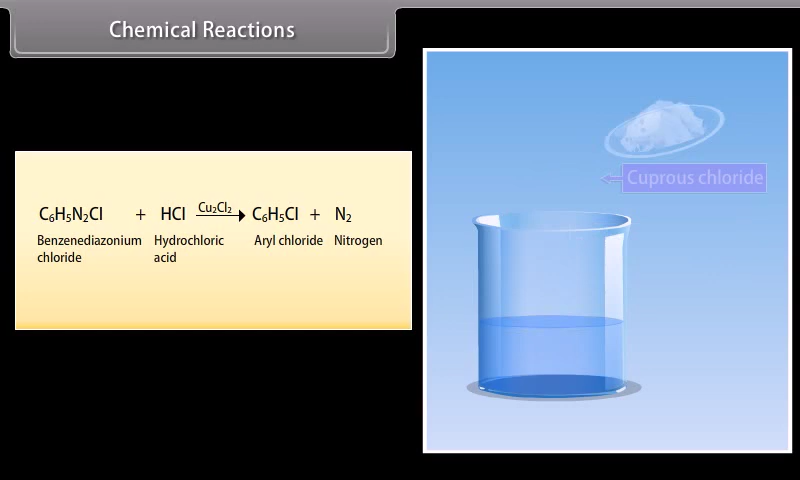 Chemical Reactions
C₆H₅N₂Cl + HCl Cu₂Cl₂ C₆H₅Cl + N₂
Benzenediazonium Hydrochloric Aryl chloride Nitrogen
chloride acid
Cuprous chloride